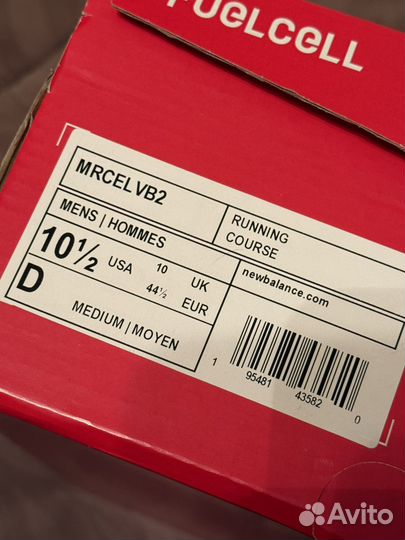 FUELCELL
MRCELVB2
MENS | HOMMES
10½ USA 10 UK
44½ EUR
D
MEDIUM | MOYEN
RUNNING
COURSE
newbalance.com
1 95481 43582 0
Avito